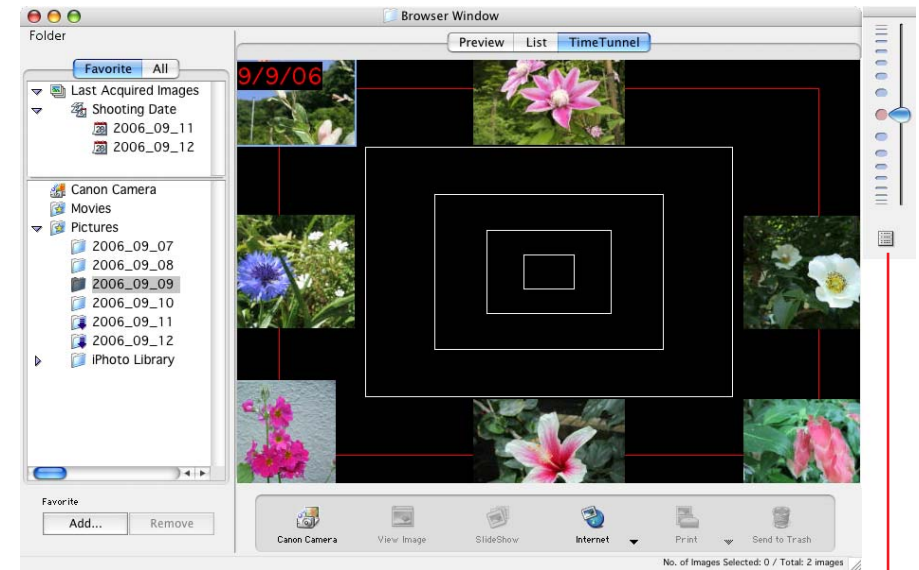 Browser Window
Folder
Preview List TimeTunnel
Favorite All
Last Acquired Images
Shooting Date
2006_09_11
2006_09_12
Canon Camera
Movies
Pictures
2006_09_07
2006_09_08
2006_09_09
2006_09_10
2006_09_11
2006_09_12
iPhoto Library
Favorite
Add... Remove
9/9/06
Canon Camera View Image SlideShow Internet Print Send to Trash
No. of Images Selected: 0 / Total: 2 images